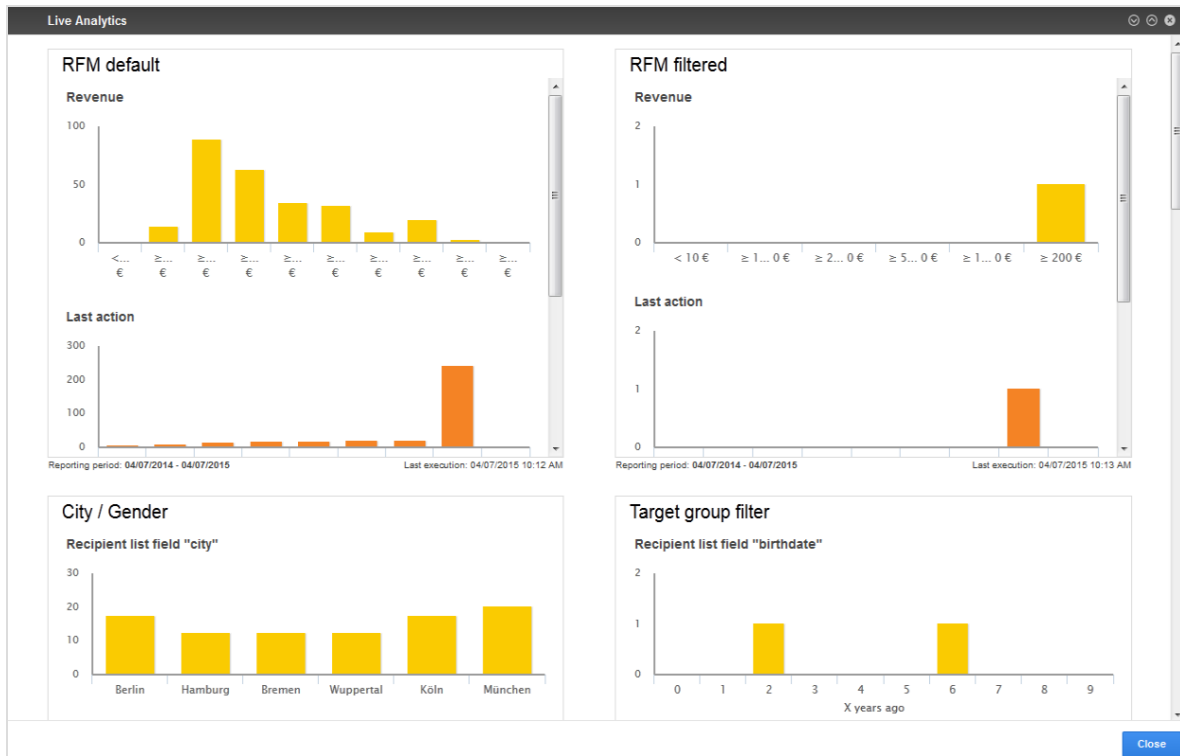 Live Analytics
RFM default
Revenue
100
50
0
<... € ≥... € ≥... € ≥... € ≥... € ≥... € ≥... € ≥... € ≥... € ≥... €
Last action
300
200
100
0
Reporting period: 04/07/2014 - 04/07/2015 Last execution: 04/07/2015 10:12 AM
RFM filtered
Revenue
2
1
0
< 10 € ≥ 1... 0 € ≥ 2... 0 € ≥ 5... 0 € ≥ 1... 0 € ≥ 200 €
Last action
2
1
0
Reporting period: 04/07/2014 - 04/07/2015 Last execution: 04/07/2015 10:13 AM
City / Gender
Recipient list field "city"
30
20
10
0
Berlin Hamburg Bremen Wuppertal Köln München
Target group filter
Recipient list field "birthdate"
2
1
0
0 1 2 3 4 5 6 7 8 9
X years ago
Close